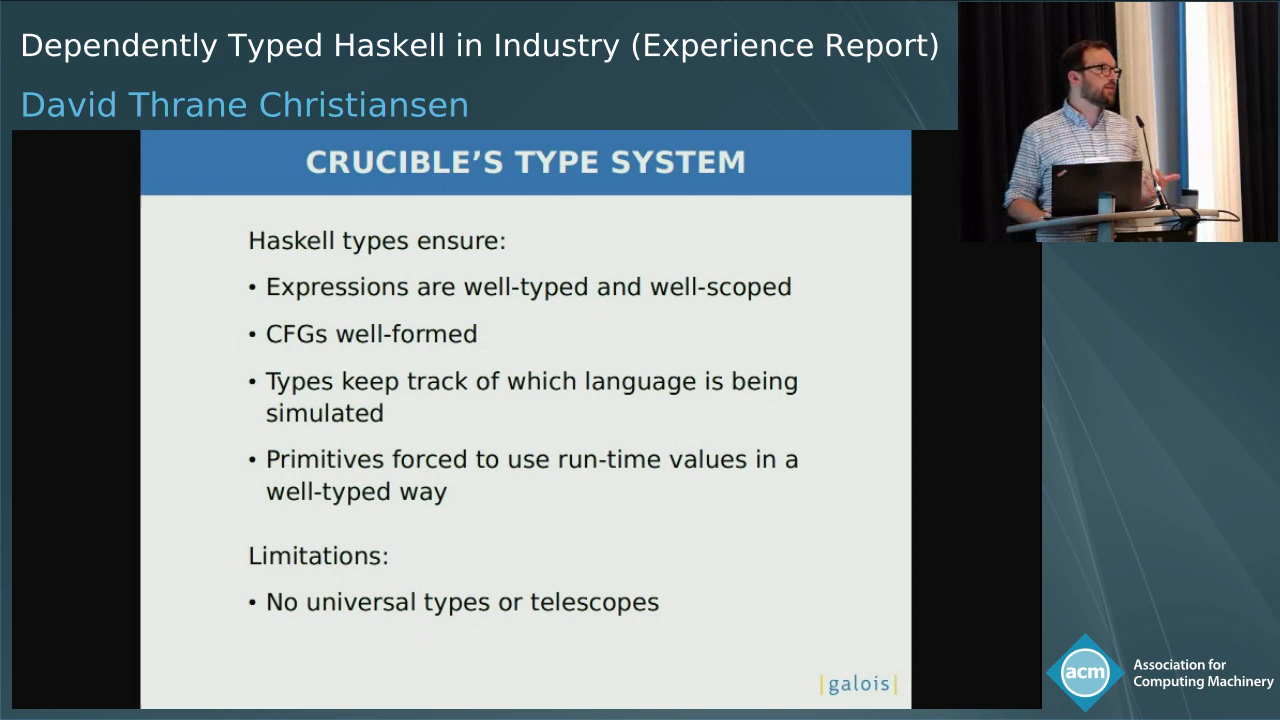 Dependently Typed Haskell in Industry (Experience Report)
David Thrane Christiansen
CRUCIBLE’S TYPE SYSTEM
Haskell types ensure:
• Expressions are well-typed and well-scoped
• CFGs well-formed
• Types keep track of which language is being
simulated
• Primitives forced to use run-time values in a
well-typed way
Limitations:
• No universal types or telescopes
|galois|
acm
Association for
Computing Machinery